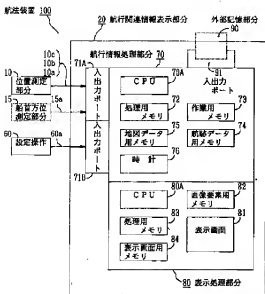 航法装置 100
20 航行関連情報表示部分
外部記憶部分
90
10c
10b
10a
71A
航行情報処理部分
70
91
10
位置測定部分
15
15a
船首方位測定部分
60
60a
設定操作
入出力ポート
入出力ポート
710
CPU
70A
入出力ポート
72
処理用メモリ
73
作業用メモリ
75
地図データ用メモリ
74
航跡データ用メモリ
76
時計
CPU
80A
82
画像要素用メモリ
83
処理用メモリ
81
表示画面
84
表示画面用メモリ
80 表示処理部分